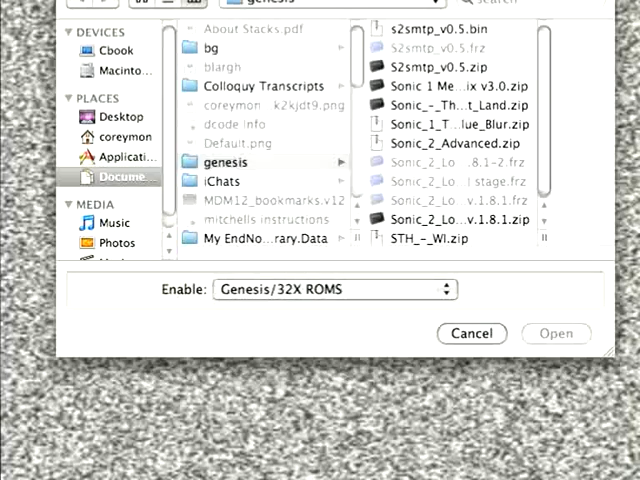 genesis
search
DEVICES
Cbook
Macinto...
PLACES
Desktop
coreymon
Applicati...
Docume...
MEDIA
Music
Photos
About Stacks.pdf
bg
blargh
Colloquy Transcripts
coreymon...k2kjdt9.png
dcode info
Default.png
genesis
iChats
MDM12_bookmarks.v12
mitchells instructions
My EndNo...rary.Data
s2smtp_v0.5.bin
s2smtp_v0.5.frz
S2smtp_v0.5.zip
Sonic 1 Me...ix v3.0.zip
Sonic_-_Th...t_Land.zip
Sonic_1_T...lue_Blur.zip
Sonic_2_Advanced.zip
Sonic_2_Lo...8.1-2.frz
Sonic_2_Lo...l stage.frz
Sonic_2_Lo...v.1.8.1.frz
Sonic_2_Lo...v.1.8.1.zip
STH_-_WI.zip
Enable: Genesis/32X ROMS
Cancel
Open